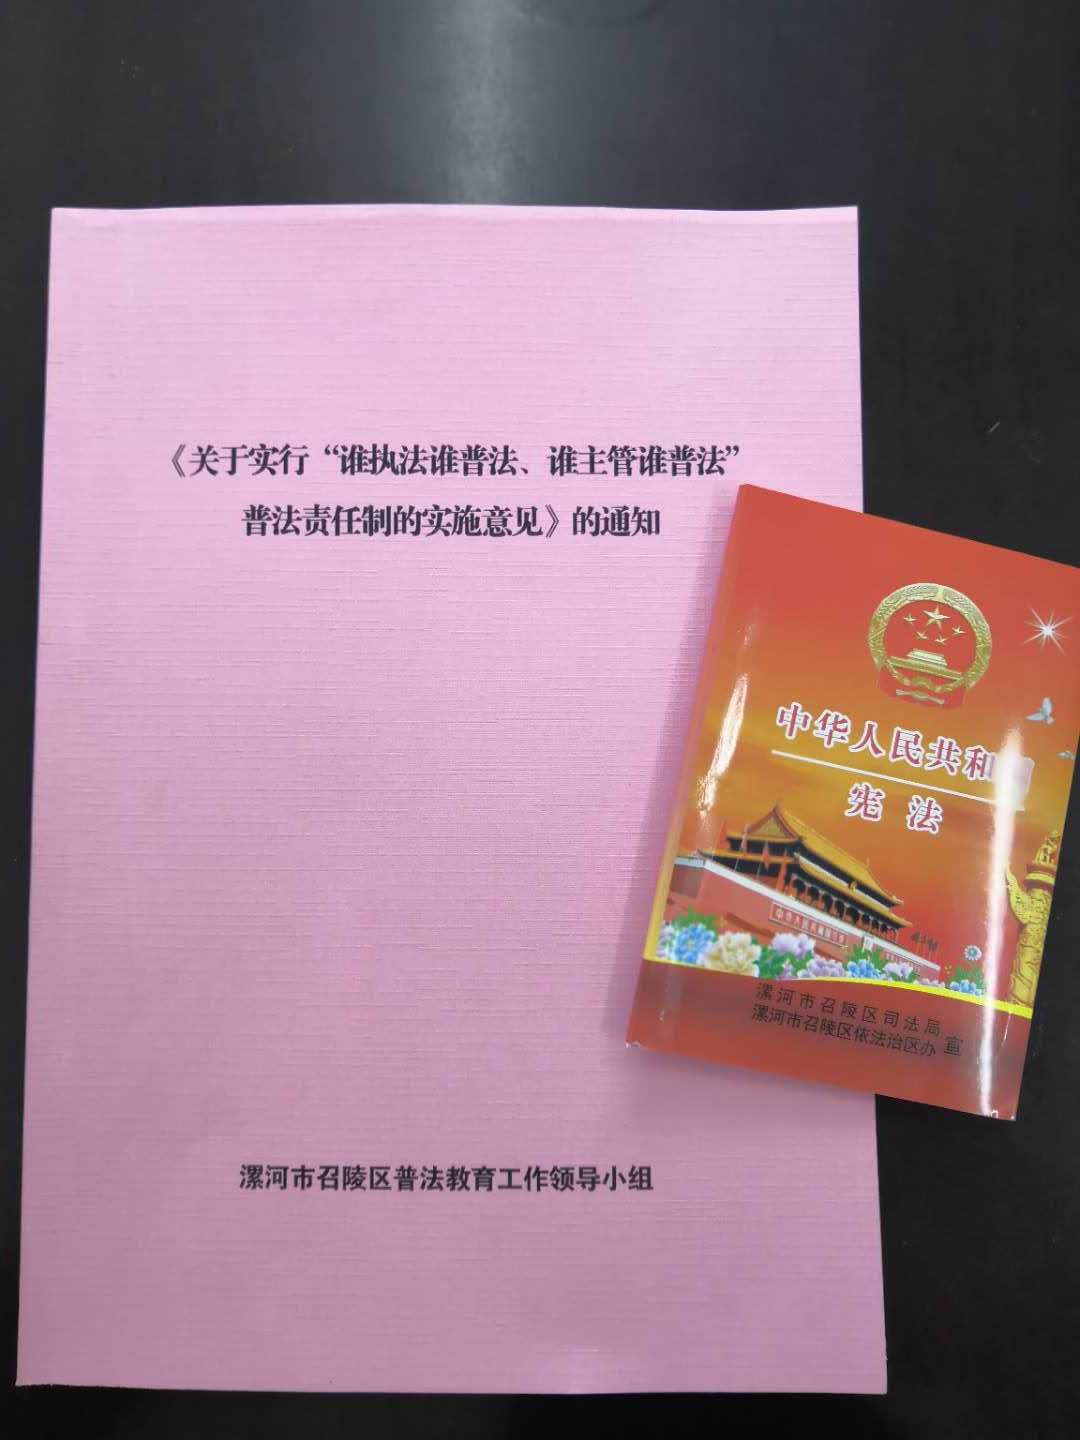 《关于实行“谁执法谁普法、谁主管谁普法”
普法责任制的实施意见》的通知
漯河市召陵区普法教育工作领导小组
中华人民共和
宪法
漯河市召陵区司法局
漯河市召陵区依法治区办 宣